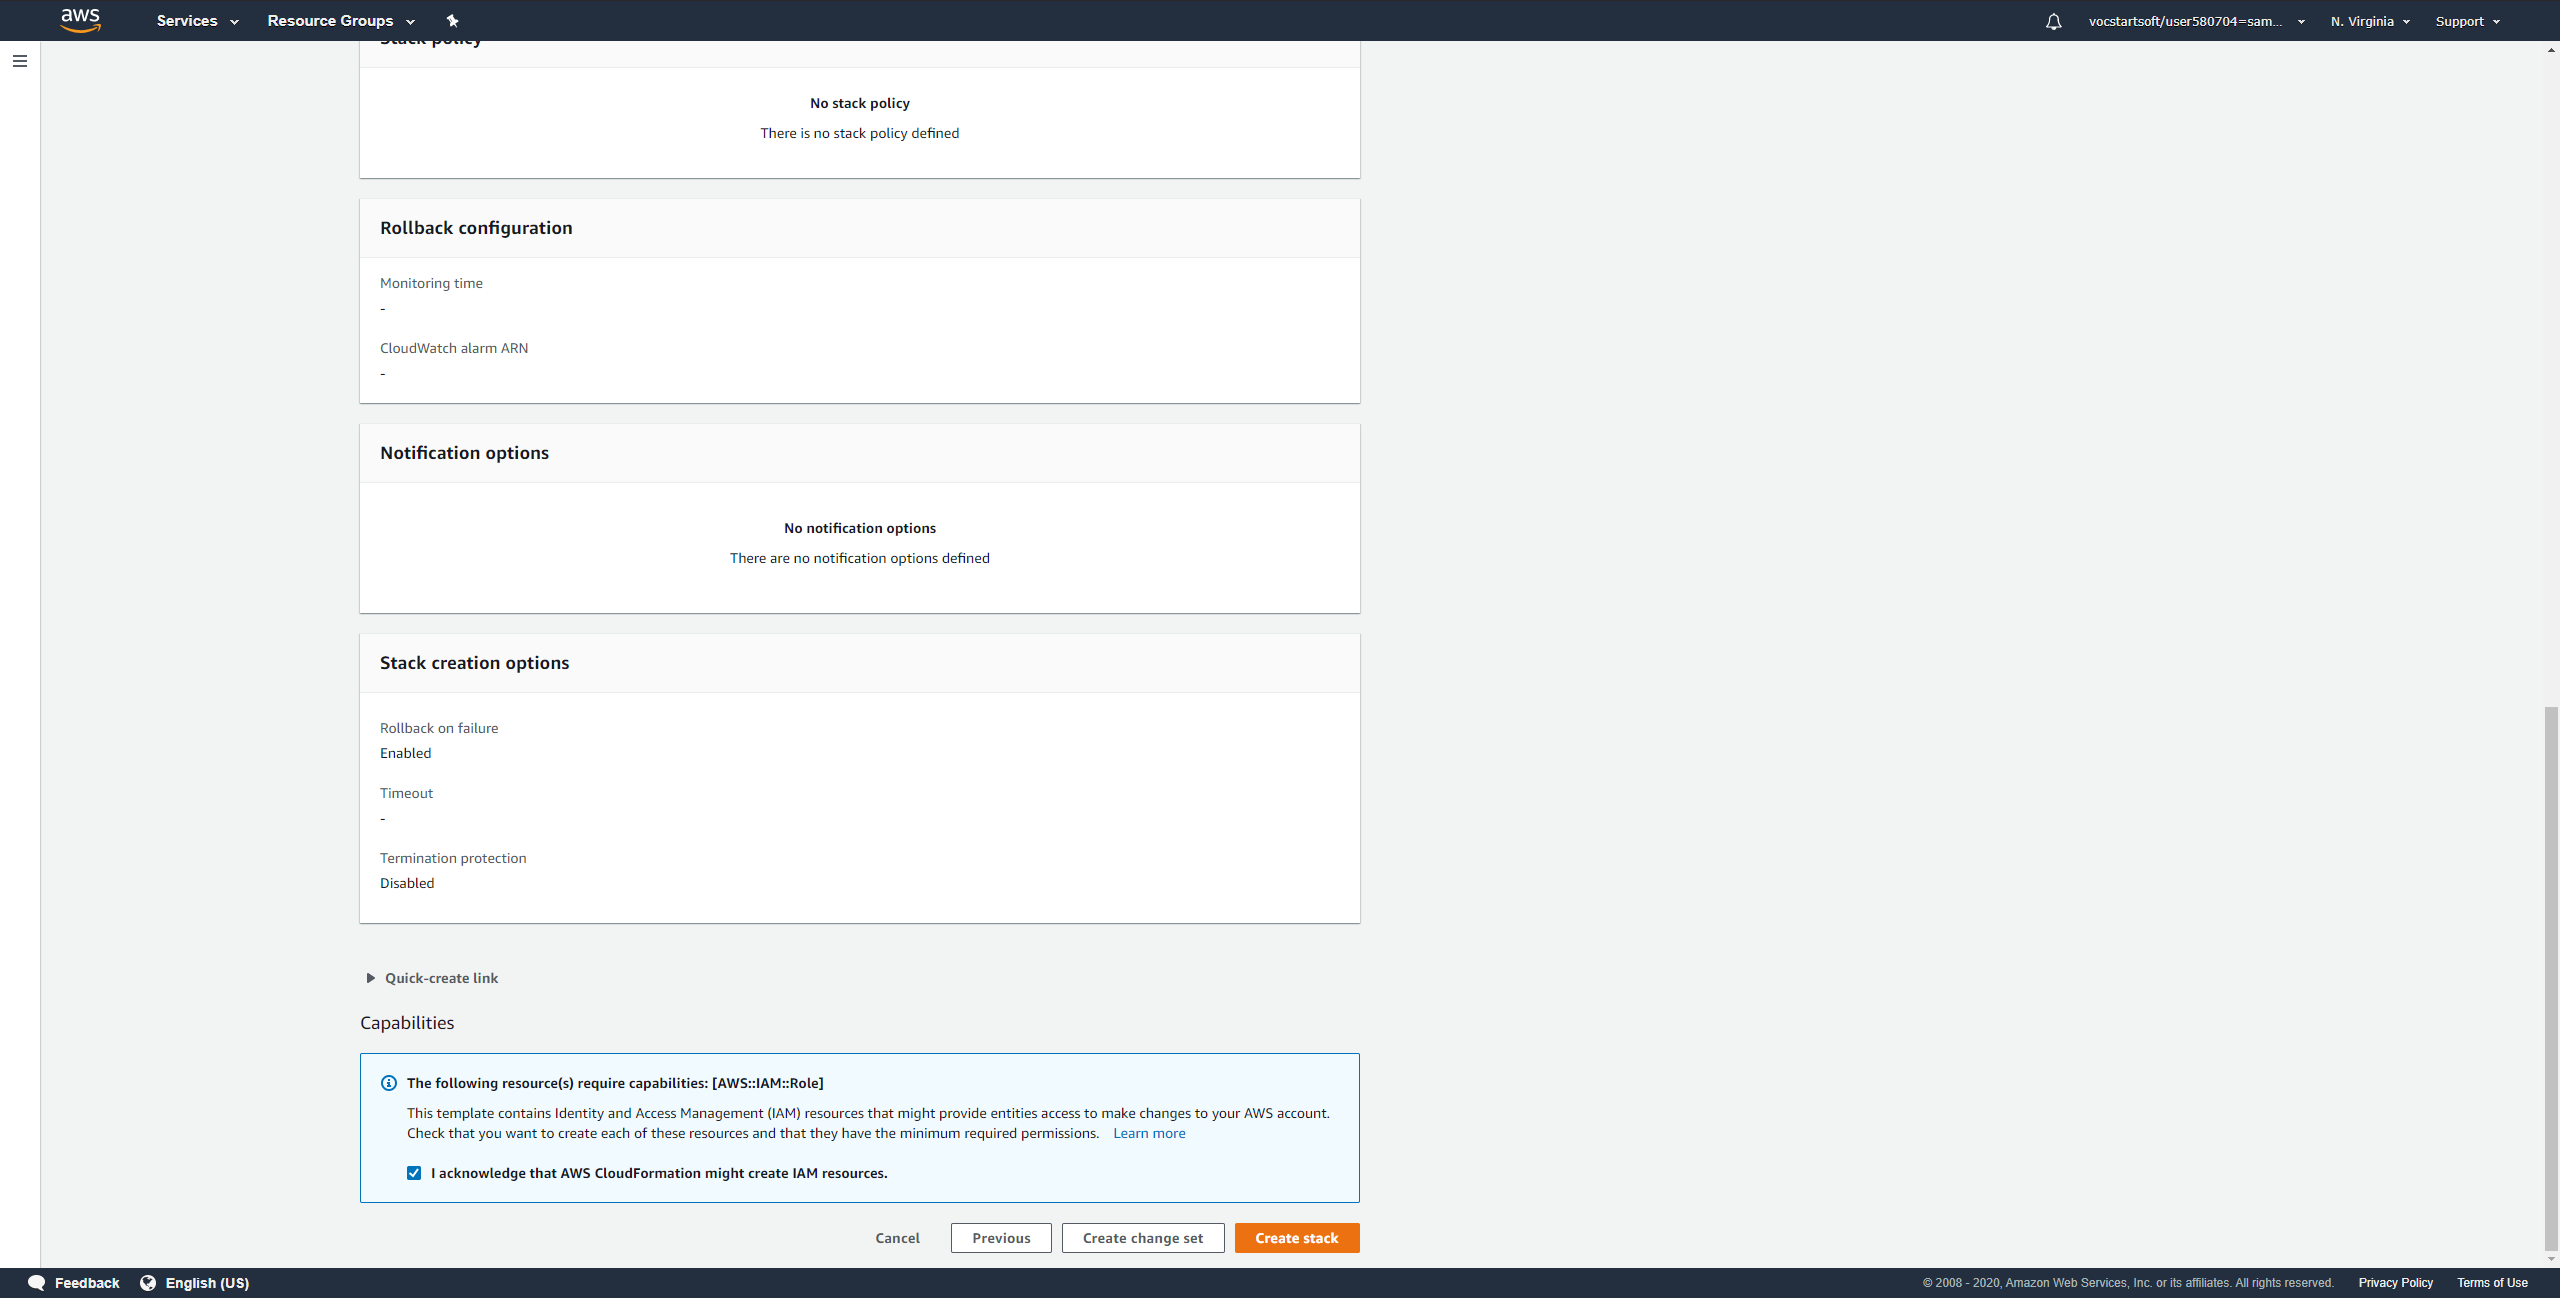 aws
Services
Resource Groups
vocstartsoft/user580704=sam...
N. Virginia
Support
Stack policy
No stack policy
There is no stack policy defined
Rollback configuration
Monitoring time
-
CloudWatch alarm ARN
-
Notification options
No notification options
There are no notification options defined
Stack creation options
Rollback on failure
Enabled
Timeout
-
Termination protection
Disabled
Quick-create link
Capabilities
The following resource(s) require capabilities: [AWS::IAM::Role]
This template contains Identity and Access Management (IAM) resources that might provide entities access to make changes to your AWS account.
Check that you want to create each of these resources and that they have the minimum required permissions. Learn more
I acknowledge that AWS CloudFormation might create IAM resources.
Cancel
Previous
Create change set
Create stack
Feedback
English (US)
© 2008 - 2020, Amazon Web Services, Inc. or its affiliates. All rights reserved.
Privacy Policy
Terms of Use